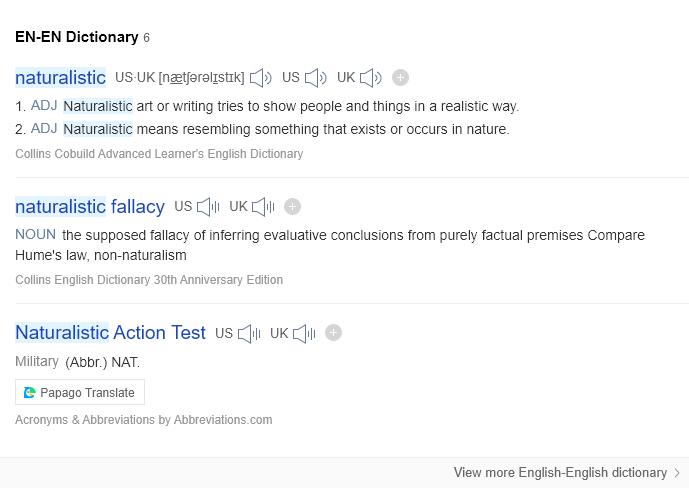 EN-EN Dictionary 6
naturalistic US·UK [nætʃərəlɪstɪk] US UK
1. ADJ Naturalistic art or writing tries to show people and things in a realistic way.
2. ADJ Naturalistic means resembling something that exists or occurs in nature.
Collins Cobuild Advanced Learner's English Dictionary
naturalistic fallacy US UK
NOUN the supposed fallacy of inferring evaluative conclusions from purely factual premises Compare
Hume's law, non-naturalism
Collins English Dictionary 30th Anniversary Edition
Naturalistic Action Test US UK
Military (Abbr.) NAT.
Papago Translate
Acronyms & Abbreviations by Abbreviations.com
View more English-English dictionary